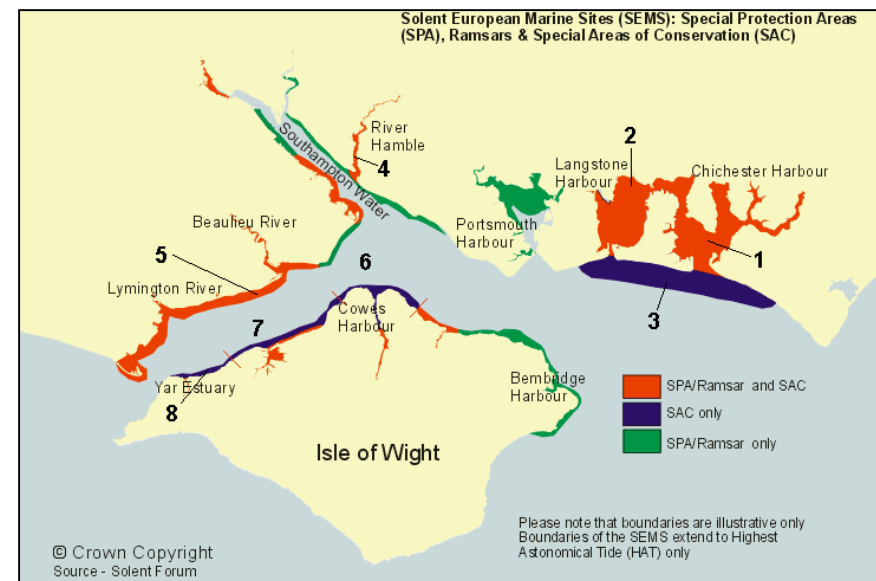 Solent European Marine Sites (SEMS): Special Protection Areas
(SPA), Ramsars & Special Areas of Conservation (SAC)
River
Hamble
4
Southampton Water
2
Langstone
Harbour
Chichester Harbour
Beaulieu River
Portsmouth
Harbour
5
6
1
Lymington River
3
7
Cowes
Harbour
Yar Estuary
8
Bembridge
Harbour
SPA/Ramsar and SAC
SAC only
SPA/Ramsar only
Isle of Wight
Please note that boundaries are illustrative only
Boundaries of the SEMS extend to Highest
Astonomical Tide (HAT) only
© Crown Copyright
Source - Solent Forum